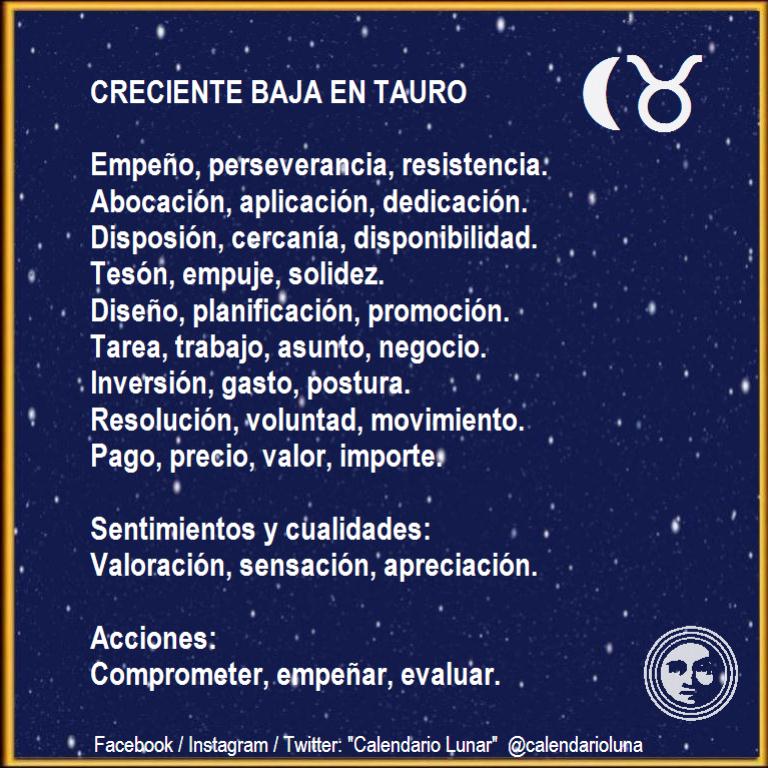 CRECIENTE BAJA EN TAURO
Empeño, perseverancia, resistencia.
Abocación, aplicación, dedicación.
Disposión, cercanía, disponibilidad.
Tesón, empuje, solidez.
Diseño, planificación, promoción.
Tarea, trabajo, asunto, negocio.
Inversión, gasto, postura.
Resolución, voluntad, movimiento.
Pago, precio, valor, importe.
Sentimientos y cualidades:
Valoración, sensación, apreciación.
Acciones:
Comprometer, empeñar, evaluar.
Facebook / Instagram / Twitter: "Calendario Lunar" @calendarioluna